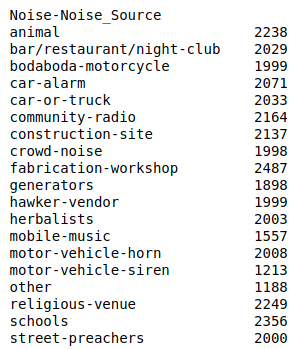 Noise-Noise_Source
animal 2238
bar/restaurant/night-club 2029
bodaboda-motorcycle 1999
car-alarm 2071
car-or-truck 2033
community-radio 2164
construction-site 2137
crowd-noise 1998
fabrication-workshop 2487
generators 1898
hawker-vendor 1999
herbalists 2003
mobile-music 1557
motor-vehicle-horn 2008
motor-vehicle-siren 1213
other 1188
religious-venue 2249
schools 2356
street-preachers 2000